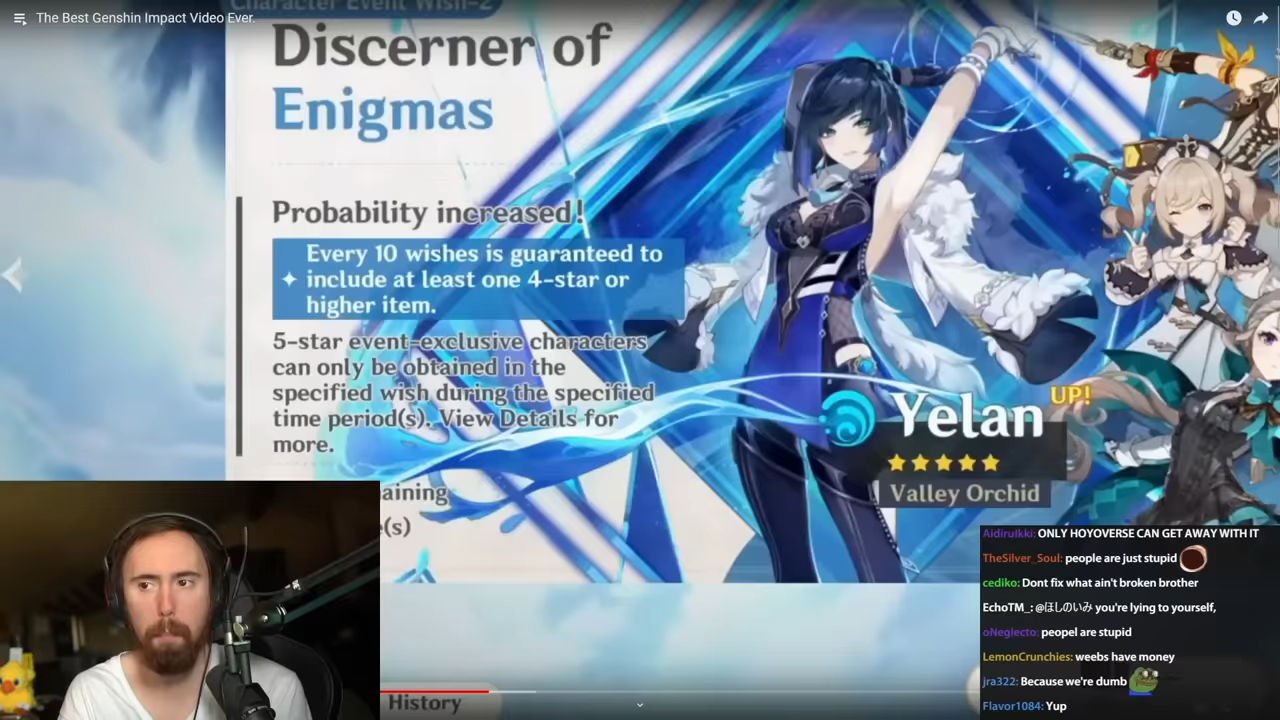 The Best Genshin Impact Video Ever.
Character Event Wish-2
Discerner of
Enigmas
Probability increased!
Every 10 wishes is guaranteed to
include at least one 4-star or
higher item.
5-star event-exclusive characters
can only be obtained in the
specified wish during the specified
time period(s). View Details for
more.
aining
e(s)
UP!
Yelan
Valley Orchid
History
Aidirulkki: ONLY HOYOVERSE CAN GET AWAY WITH IT
TheSilver_Soul: people are just stupid
cediko: Dont fix what ain't broken brother
EchoTM_: @ほしのいみ you're lying to yourself,
oNeglecto: peopel are stupid
LemonCrunchies: weebs have money
jra322: Because we're dumb
Flavor1084: Yup